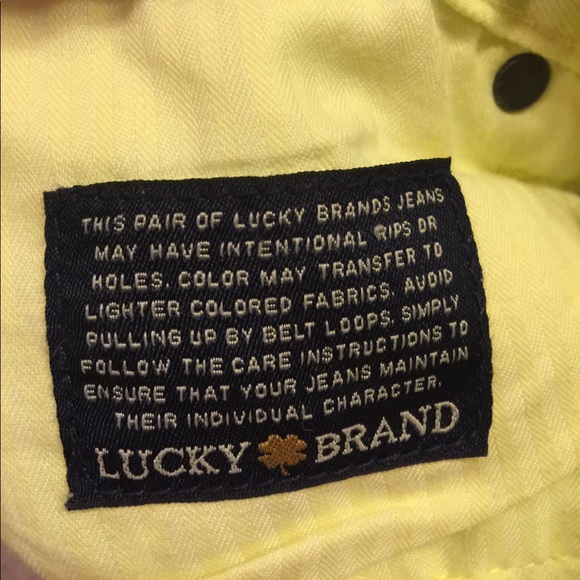 THIS PAIR OF LUCKY BRANDS JEANS
MAY HAVE INTENTIONAL RIPS OR
HOLES. COLOR MAY TRANSFER TO
LIGHTER COLORED FABRICS. AVOID
PULLING UP BY BELT LOOPS. SIMPLY
FOLLOW THE CARE INSTRUCTIONS TO
ENSURE THAT YOUR JEANS MAINTAIN
THEIR INDIVIDUAL CHARACTER.
LUCKY BRAND